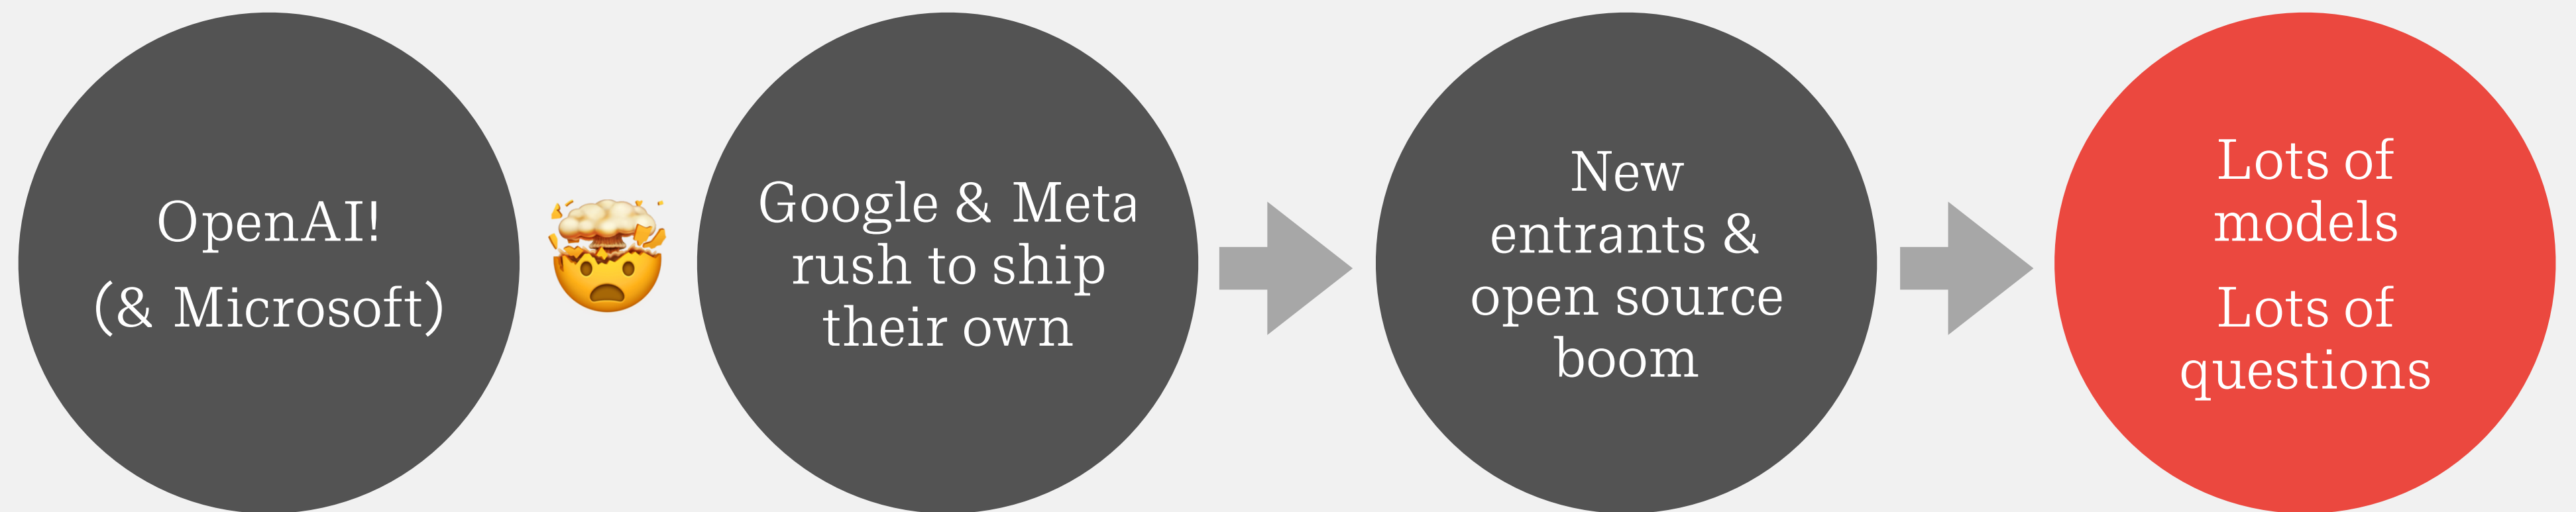 OpenAI!
(& Microsoft)
Google & Meta
rush to ship
their own
New
entrants &
open source
boom
Lots of
models
Lots of
questions